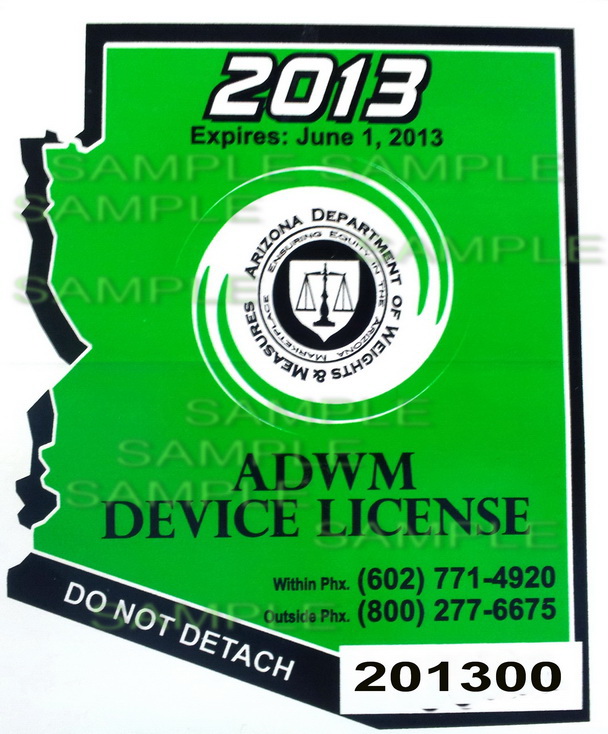 2013
Expires: June 1, 2013
SAMPLE SAMPLE
SAMPLE
SAMPLE
SAMPLE
ARIZONA DEPARTMENT OF WEIGHTS & MEASURES
ENSURING EQUITY IN THE ARIZONA MARKETPLACE
SAMPLE
SAMPLE
ADWM
SAMPLE
DEVICE LICENSE
SAMPLE
Within Phx. (602) 771-4920
Outside Phx. (800) 277-6675
SAMPLE
DO NOT DETACH
201300